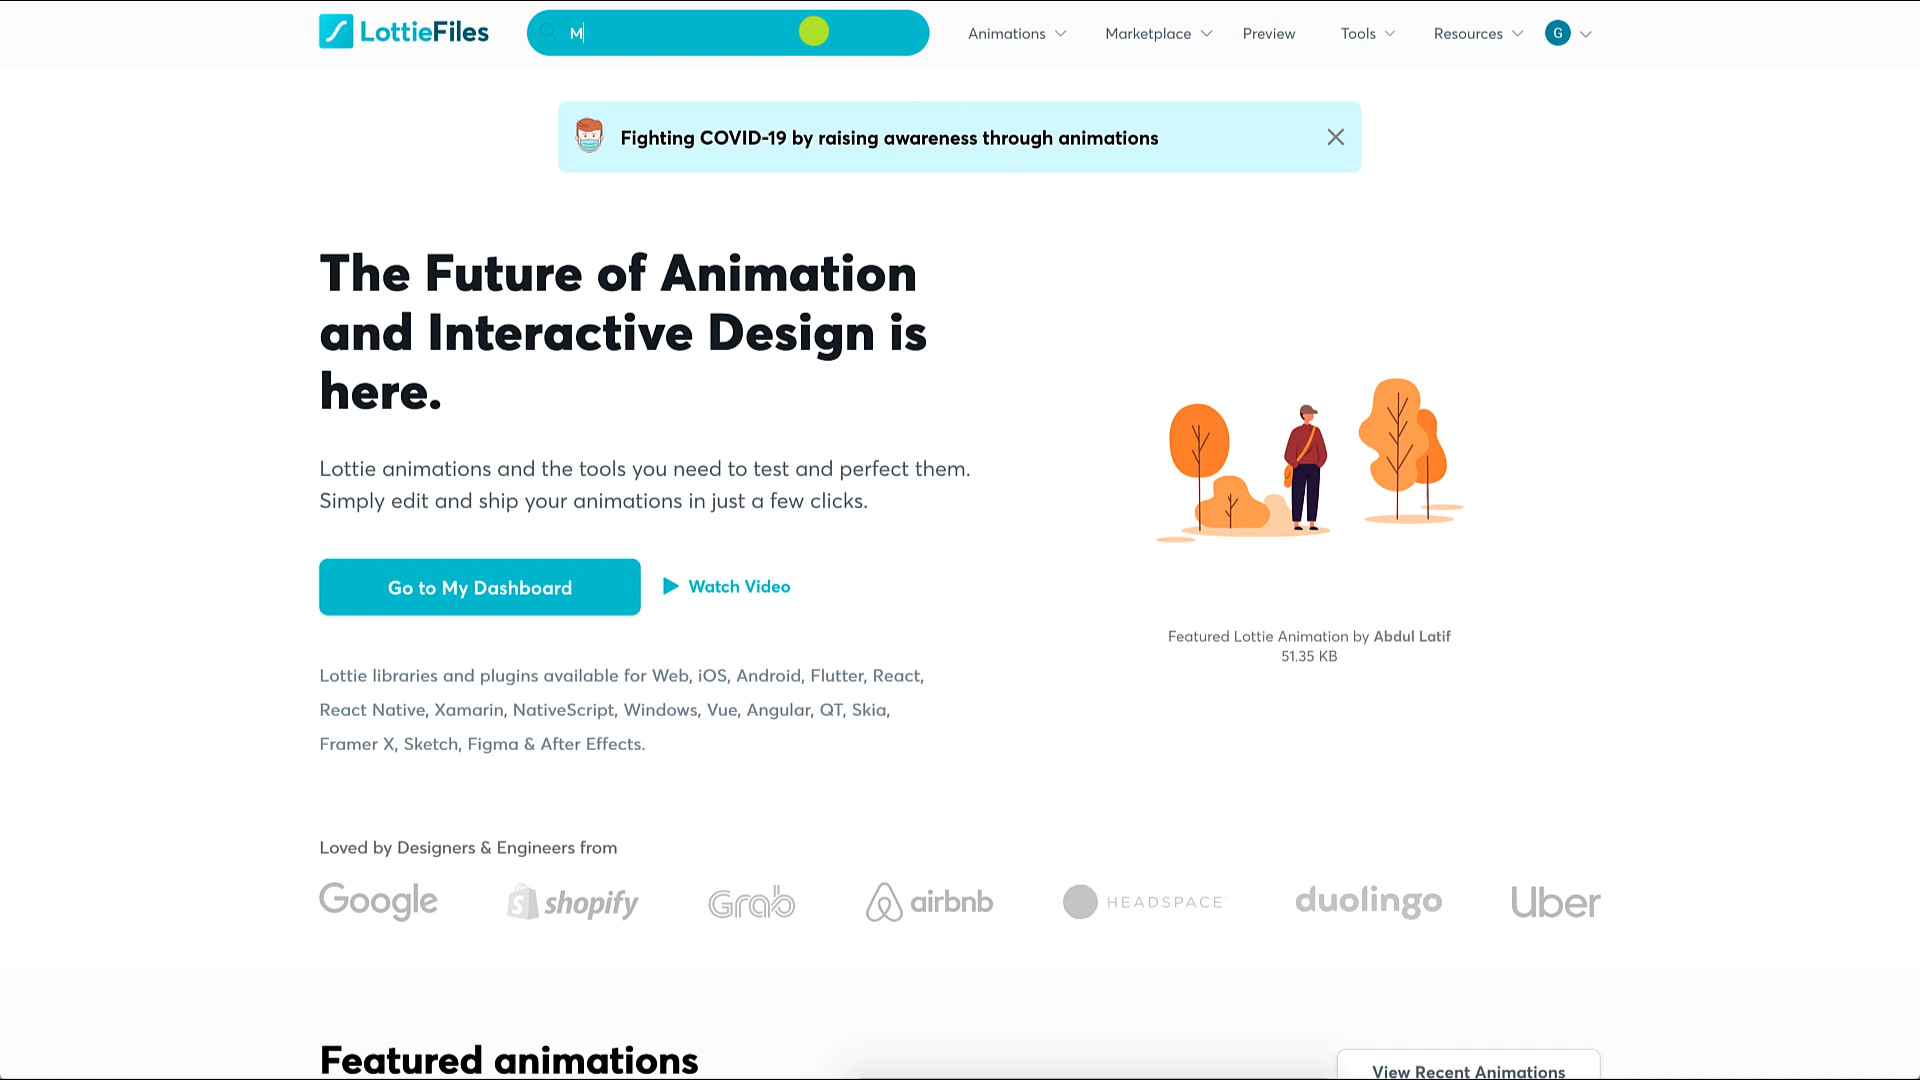 LottieFiles
M
Animations
Marketplace
Preview
Tools
Resources
G
Fighting COVID-19 by raising awareness through animations
The Future of Animation
and Interactive Design is
here.
Lottie animations and the tools you need to test and perfect them.
Simply edit and ship your animations in just a few clicks.
Go to My Dashboard
Watch Video
Featured Lottie Animation by Abdul Latif
51.35 KB
Lottie libraries and plugins available for Web, iOS, Android, Flutter, React,
React Native, Xamarin, NativeScript, Windows, Vue, Angular, QT, Skia,
Framer X, Sketch, Figma & After Effects.
Loved by Designers & Engineers from
Google
shopify
Grab
airbnb
HEADSPACE
duolingo
Uber
Featured animations
View Recent Animations